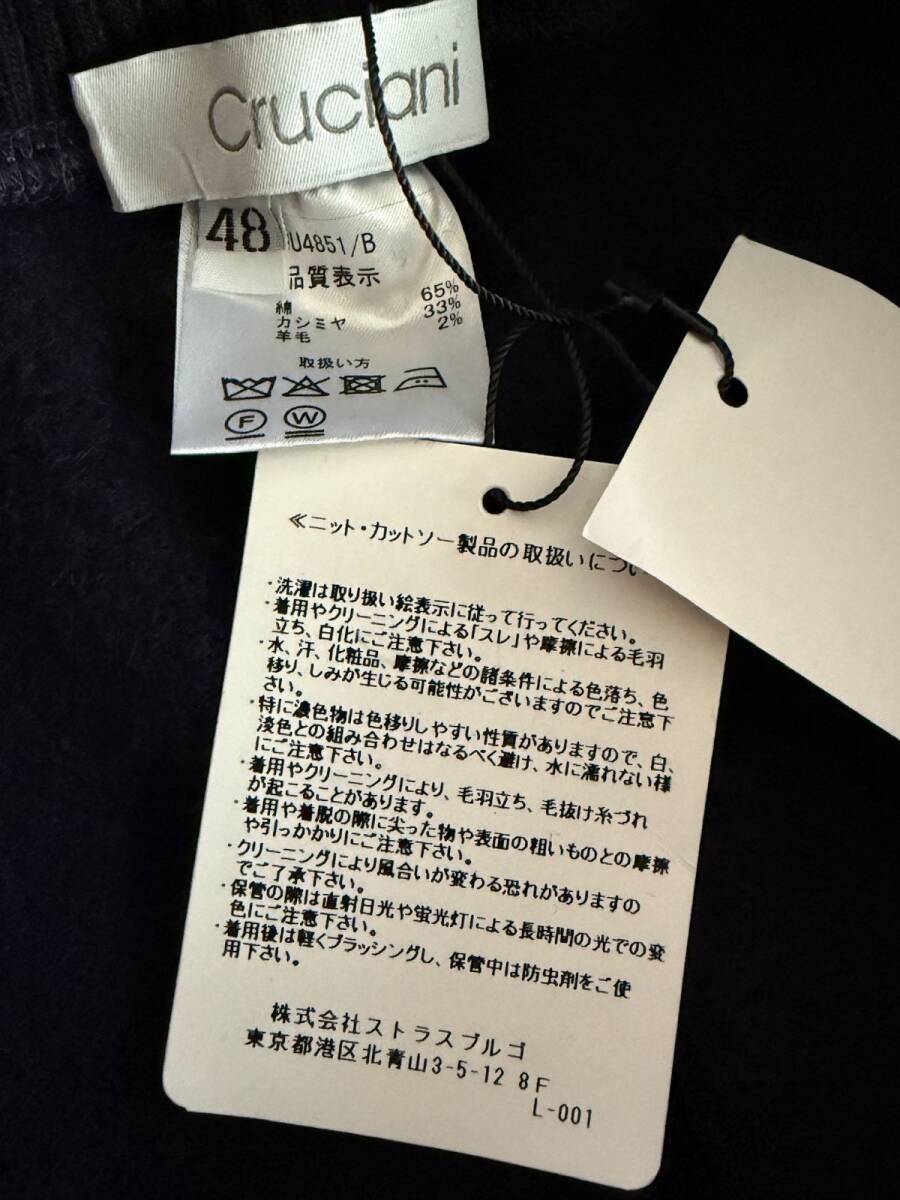 Cruciani
48
U4851/B
品質表示
綿 65%
カシミヤ 33%
羊毛 2%
取扱い方
F W
≪ニット・カットソー製品の取扱いについ
・洗濯は取り扱い絵表示に従って行ってください。
・着用やクリーニングによる「スレ」や摩擦による毛羽
立ち、白化にご注意下さい。
・水、汗、化粧品、摩擦などの諸条件による色落ち、色
移り、しみが生じる可能性がございますのでご注意下
さい。
・特に濃色物は色移りしやすい性質がありますので、白、
淡色との組み合わせはなるべく避け、水に濡れない様
にご注意下さい。
・着用やクリーニングにより、毛羽立ち、毛抜け糸づれ
が起こることがあります。
・着用や着脱の際に尖った物や表面の粗いものとの摩擦
や引っかかりにご注意下さい。
・クリーニングにより風合いが変わる恐れがありますの
でご了承下さい。
・保管の際は直射日光や蛍光灯による長時間の光での変
色にご注意下さい。
・着用後は軽くブラッシングし、保管中は防虫剤をご使
用下さい。
株式会社ストラスブルゴ
東京都港区北青山3-5-12 8F
L-001